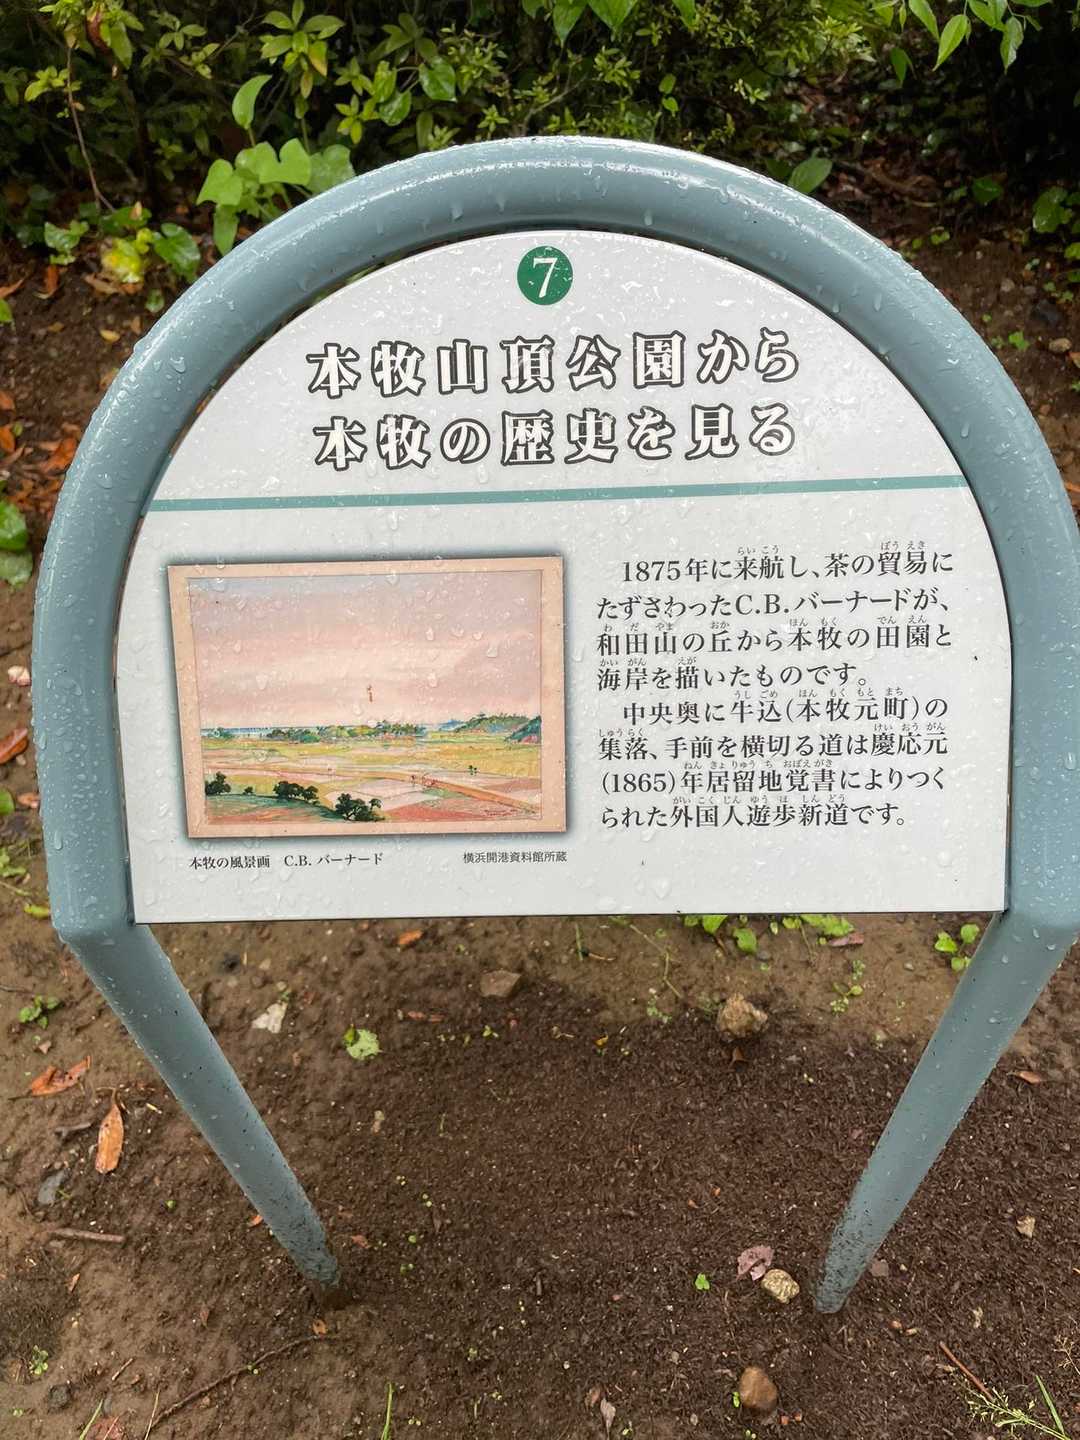 7
本牧山頂公園から
本牧の歴史を見る
1875年に来航し、茶の貿易に
たずさわったC.B.バーナードが、
和田山の丘から本牧の田園と
海岸を描いたものです。
中央奥に牛込(本牧元町)の
集落、手前を横切る道は慶応元
(1865)年居留地覚書によりつく
られた外国人遊歩新道です。
本牧の風景画 C.B. バーナード
横浜開港資料館所蔵